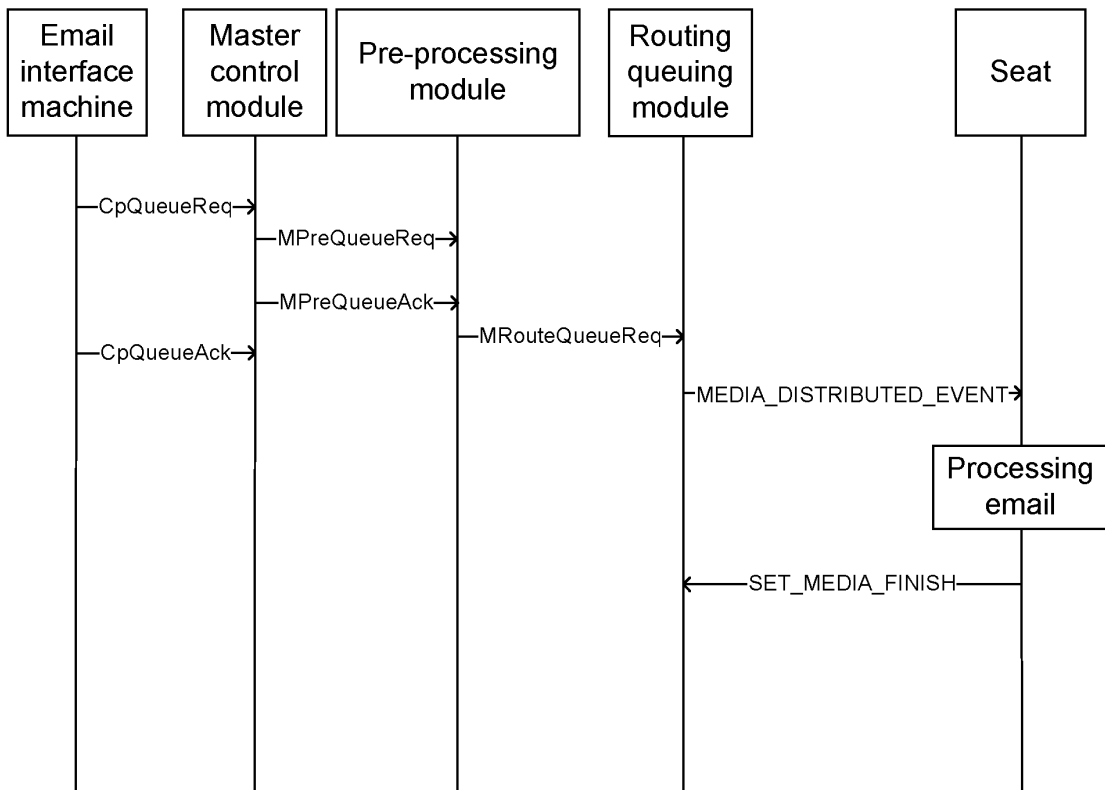 Email
interface
machine
Master
control
module
Pre-processing
module
Routing
queuing
module
Seat
CpQueueReq
MPreQueueReq
MPreQueueAck
MRouteQueueReq
CpQueueAck
MEDIA_DISTRIBUTED_EVENT
Processing
email
SET_MEDIA_FINISH